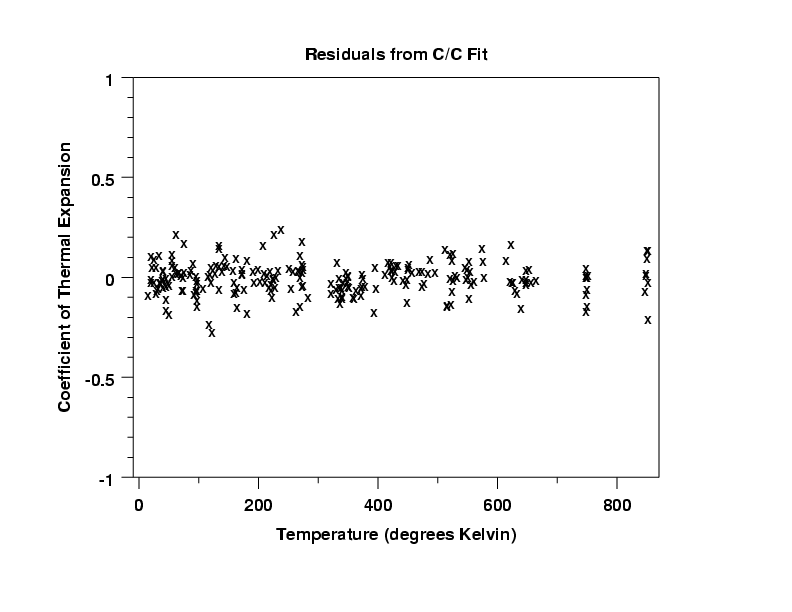 Residuals from C/C Fit
Coefficient of Thermal Expansion
1
0.5
0
-0.5
-1
0 200 400 600 800
Temperature (degrees Kelvin)